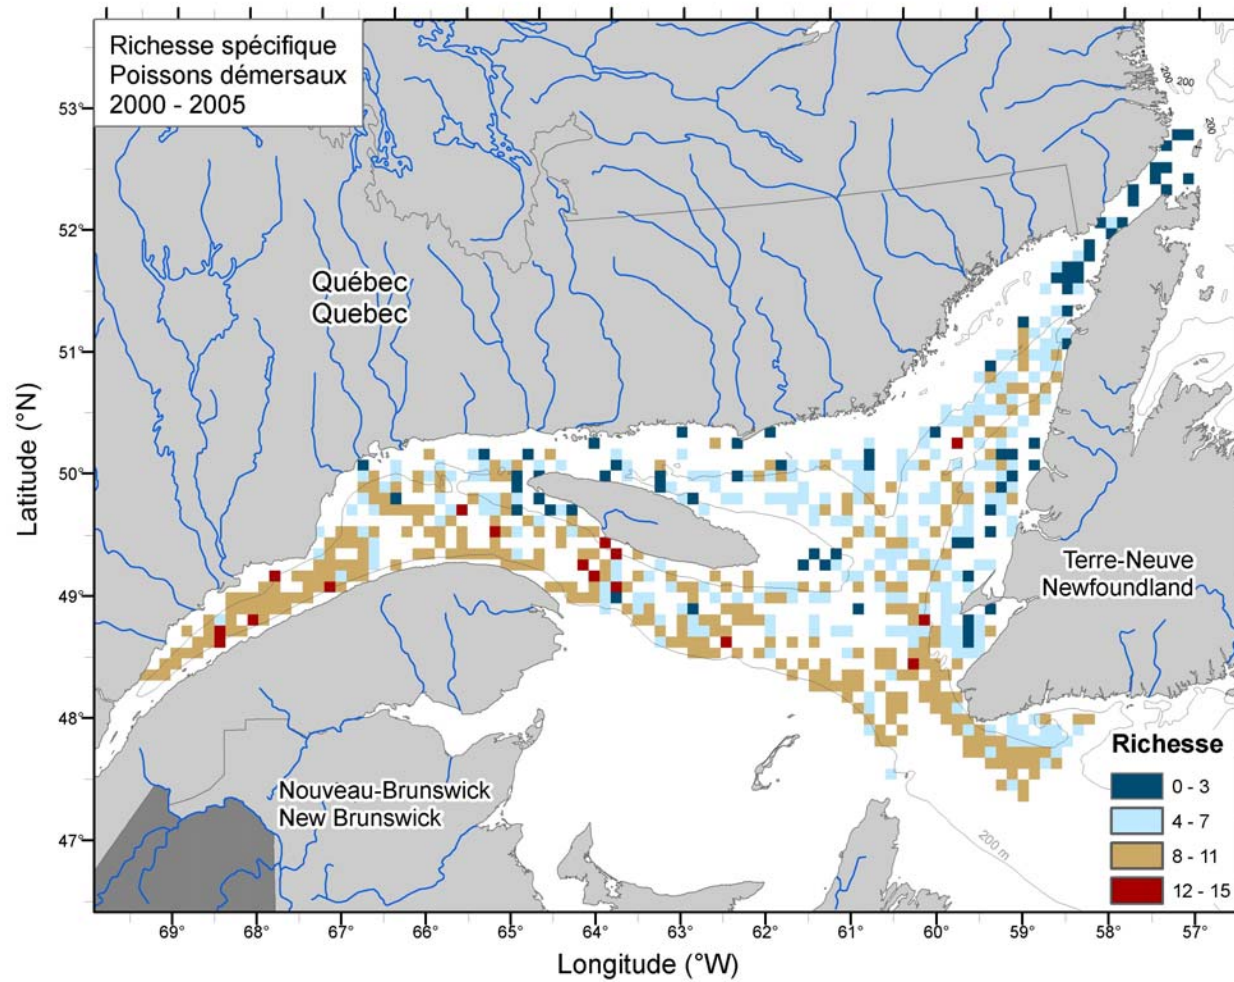 Richesse spécifique
Poissons démersaux
2000 - 2005
53°
52°
51°
50°
49°
48°
47°
Latitude (°N)
200
200
200
Québec
Quebec
Terre-Neuve
Newfoundland
Nouveau-Brunswick
New Brunswick
200 m
Richesse
0 - 3
4 - 7
8 - 11
12 - 15
69° 68° 67° 66° 65° 64° 63° 62° 61° 60° 59° 58° 57°
Longitude (°W)